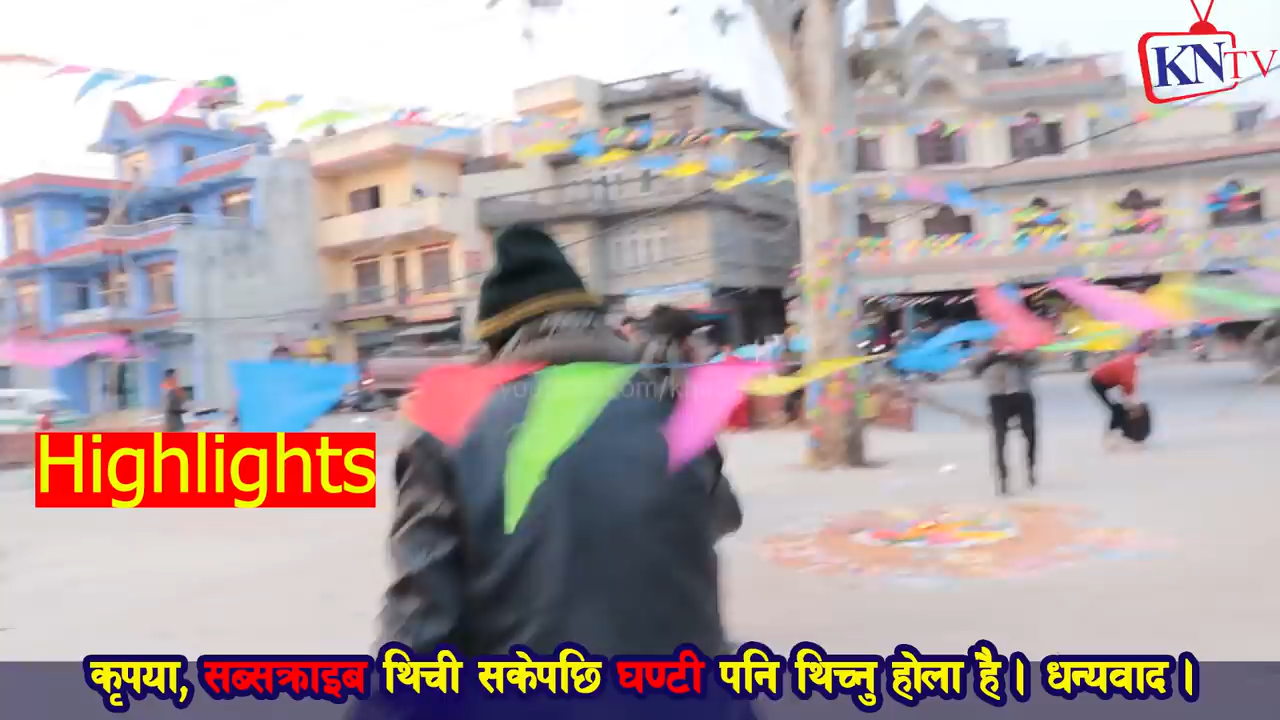 KNTV
Highlights
कृपया, सब्सक्राइब थिची सकेपछि घण्टी पनि थिच्नु होला है । धन्यवाद ।